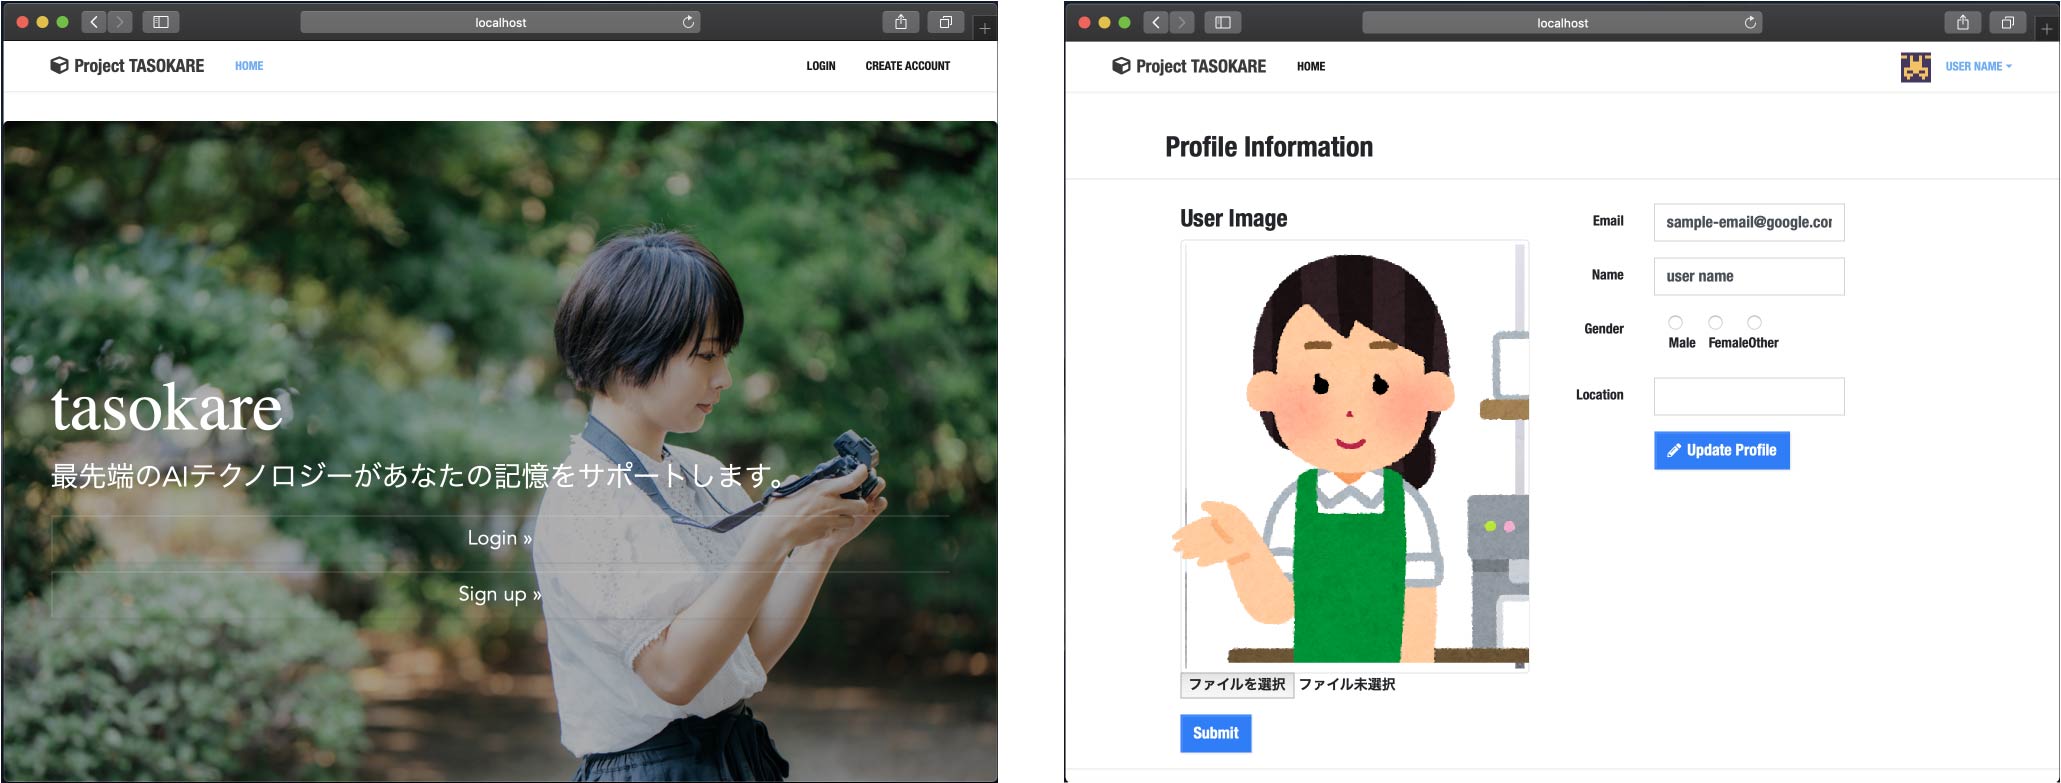 localhost
Project TASOKARE HOME LOGIN CREATE ACCOUNT
tasokare
最先端のAIテクノロジーがあなたの記憶をサポートします。
Login »
Sign up »
localhost
Project TASOKARE HOME USER NAME
Profile Information
User Image
ファイルを選択 ファイル未選択
Submit
Email sample-email@google.cor
Name user name
Gender
Male FemaleOther
Location
Update Profile